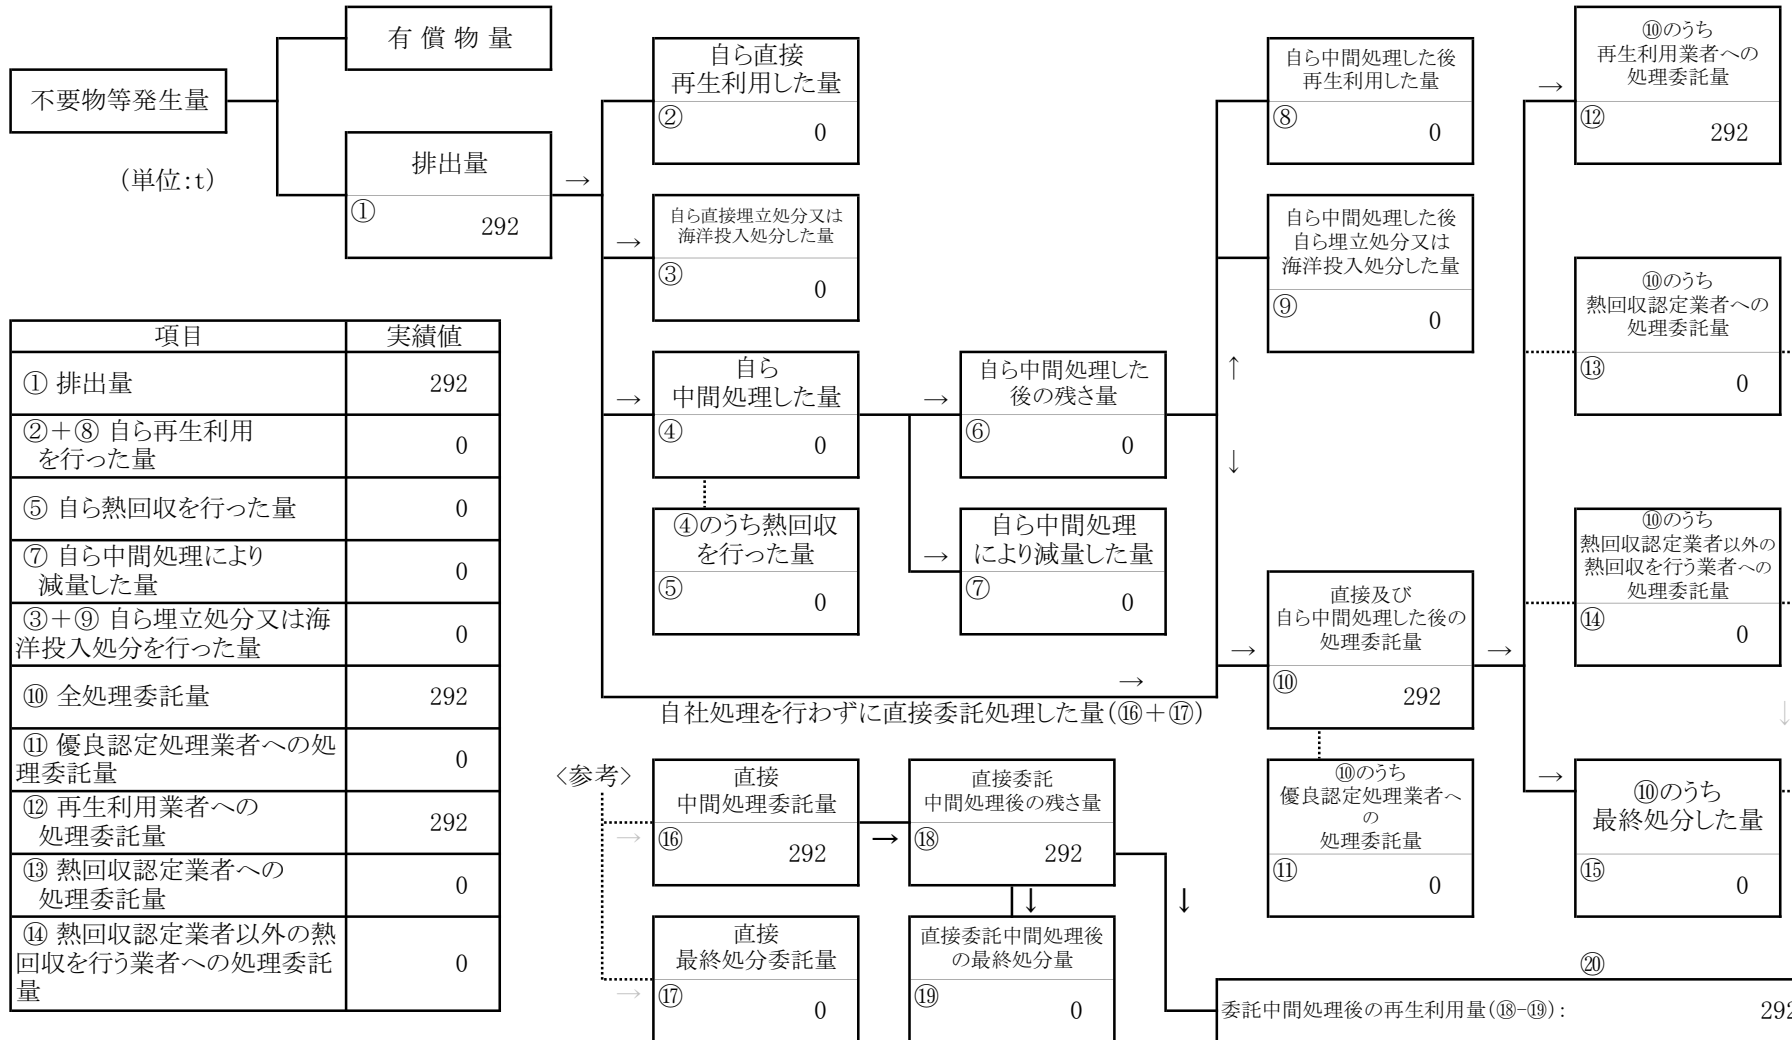 不要物等発生量
有 償 物 量
(単位:t)
排出量
①
292
→
自ら直接
再生利用した量
②
0
→
自ら直接埋立処分又は
海洋投入処分した量
③
0
→
自ら
中間処理した量
④
0
④のうち熱回収
を行った量
⑤
0
→
自ら中間処理した
後の残さ量
⑥
0
→
自ら中間処理
により減量した量
⑦
0
↑
↓
自ら中間処理した後
再生利用した量
⑧
0
自ら中間処理した後
自ら埋立処分又は
海洋投入処分した量
⑨
0
→
自社処理を行わずに直接委託処理した量(⑯+⑰)
→
直接及び
自ら中間処理した後の
処理委託量
⑩
292
⑩のうち
優良認定処理業者へ
の
処理委託量
⑪
0
→
→
⑩のうち
再生利用業者への
処理委託量
⑫
292
⑩のうち
熱回収認定業者への
処理委託量
⑬
0
⑩のうち
熱回収認定業者以外の
熱回収を行う業者への
処理委託量
⑭
0
↓
→
⑩のうち
最終処分した量
⑮
0
項目 実績値
① 排出量 292
②+⑧ 自ら再生利用
を行った量 0
⑤ 自ら熱回収を行った量 0
⑦ 自ら中間処理により
減量した量 0
③+⑨ 自ら埋立処分又は海
洋投入処分を行った量 0
⑩ 全処理委託量 292
⑪ 優良認定処理業者への処
理委託量 0
⑫ 再生利用業者への
処理委託量 292
⑬ 熱回収認定業者への
処理委託量 0
⑭ 熱回収認定業者以外の熱
回収を行う業者への処理委託
量 0
〈参考〉
→
直接
中間処理委託量
⑯
292
→
直接委託
中間処理後の残さ量
⑱
292
↓
↓
→
直接
最終処分委託量
⑰
0
直接委託中間処理後
の最終処分量
⑲
0
⑳
委託中間処理後の再生利用量(⑱-⑲): 292